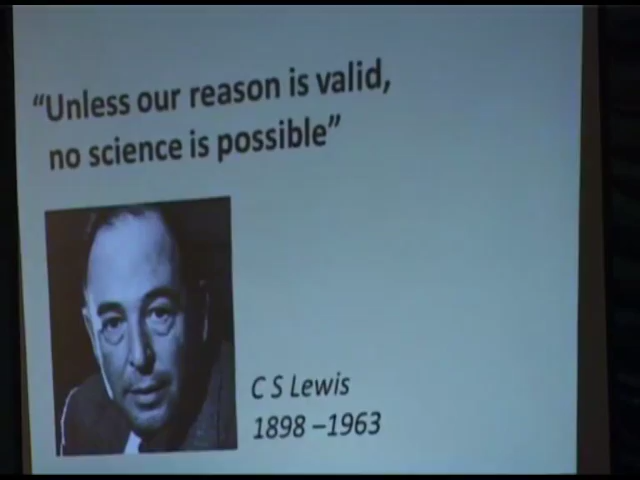 “Unless our reason is valid,
no science is possible”
C S Lewis
1898 –1963